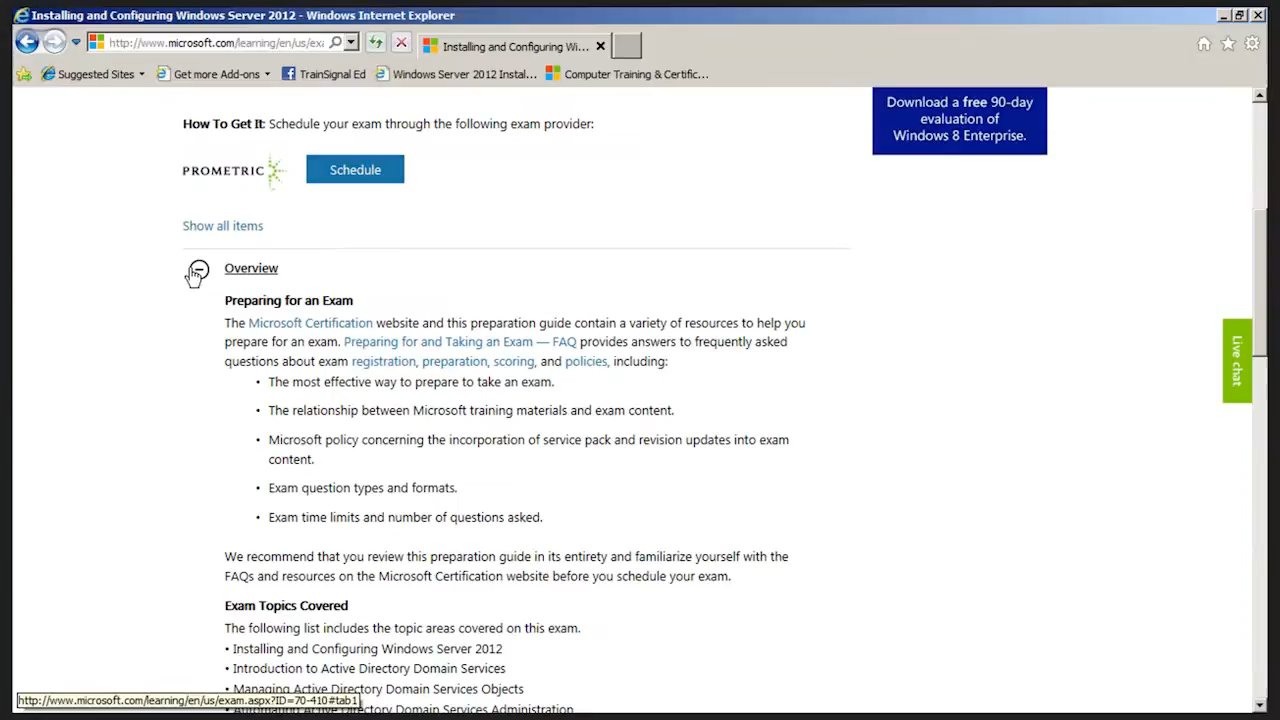 Installing and Configuring Windows Server 2012 - Windows Internet Explorer
http://www.microsoft.com/learning/en/us/exa
Installing and Configuring Wi...
Suggested Sites
Get more Add-ons
TrainSignal Ed
Windows Server 2012 Instal...
Computer Training & Certific...
Download a free 90-day
evaluation of
Windows 8 Enterprise.
How To Get It: Schedule your exam through the following exam provider:
PROMETRIC
Schedule
Show all items
Overview
Preparing for an Exam
The Microsoft Certification website and this preparation guide contain a variety of resources to help you
prepare for an exam. Preparing for and Taking an Exam — FAQ provides answers to frequently asked
questions about exam registration, preparation, scoring, and policies, including:
• The most effective way to prepare to take an exam.
• The relationship between Microsoft training materials and exam content.
• Microsoft policy concerning the incorporation of service pack and revision updates into exam
content.
• Exam question types and formats.
• Exam time limits and number of questions asked.
We recommend that you review this preparation guide in its entirety and familiarize yourself with the
FAQs and resources on the Microsoft Certification website before you schedule your exam.
Exam Topics Covered
The following list includes the topic areas covered on this exam.
• Installing and Configuring Windows Server 2012
• Introduction to Active Directory Domain Services
• Managing Active Directory Domain Services Objects
• Automating Active Directory Domain Services Administration
http://www.microsoft.com/learning/en/us/exam.aspx?ID=70-410#tab1
Live chat